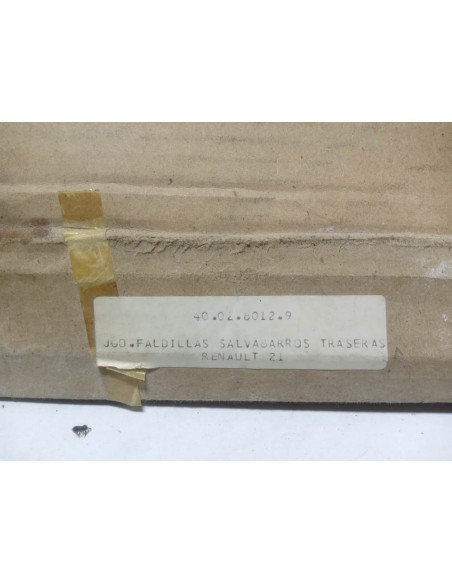 40.02.8012.9
JGO.FALDILLAS SALVABARROS TRASERAS
RENAULT 21